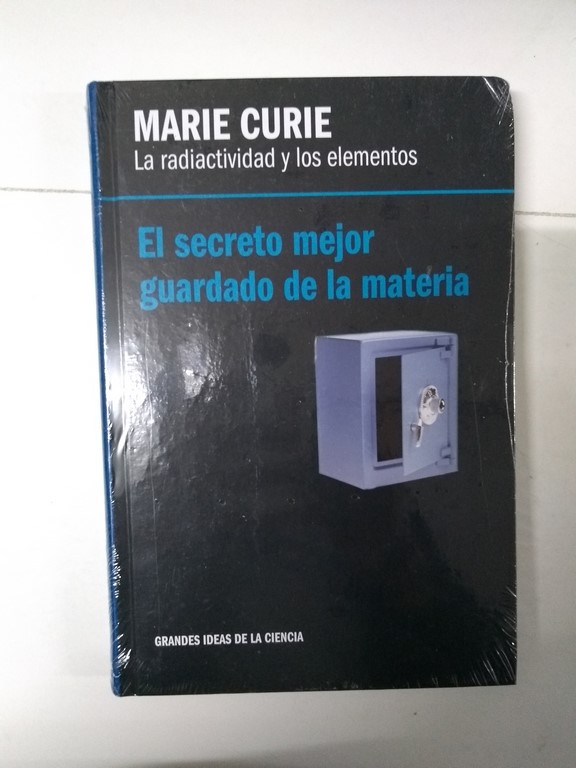 MARIE CURIE
La radiactividad y los elementos
El secreto mejor
guardado de la materia
GRANDES IDEAS DE LA CIENCIA